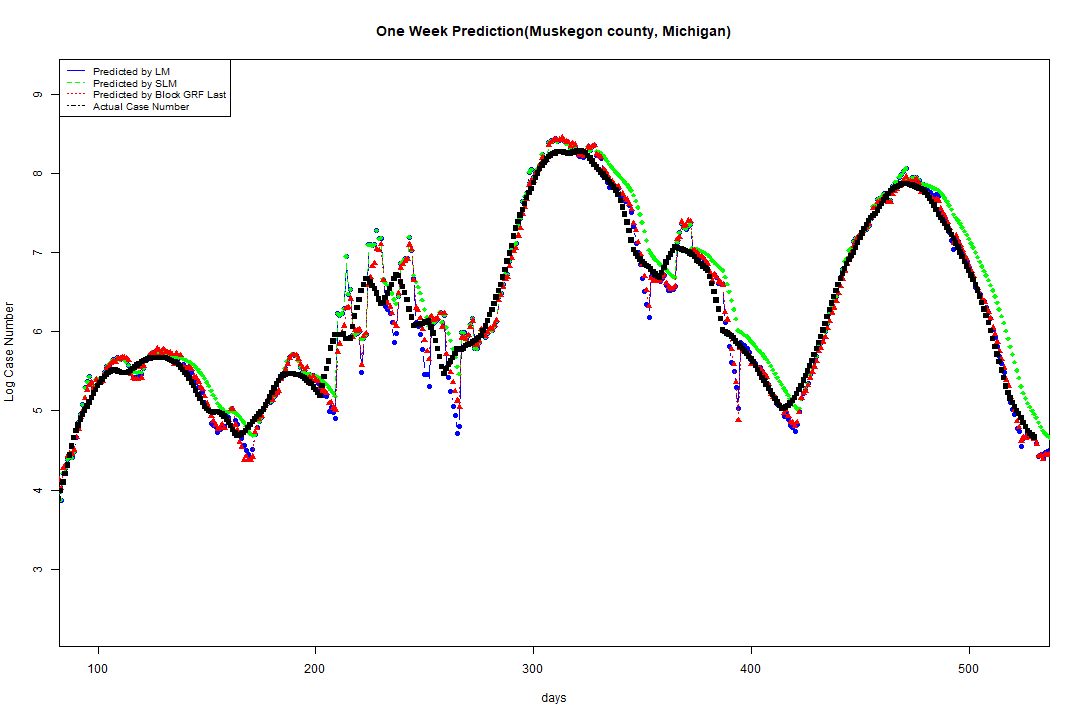 One Week Prediction(Muskegon county, Michigan)
Predicted by LM
Predicted by SLM
Predicted by Block GRF Last
Actual Case Number
9
8
7
6
5
4
3
Log Case Number
100 200 300 400 500
days